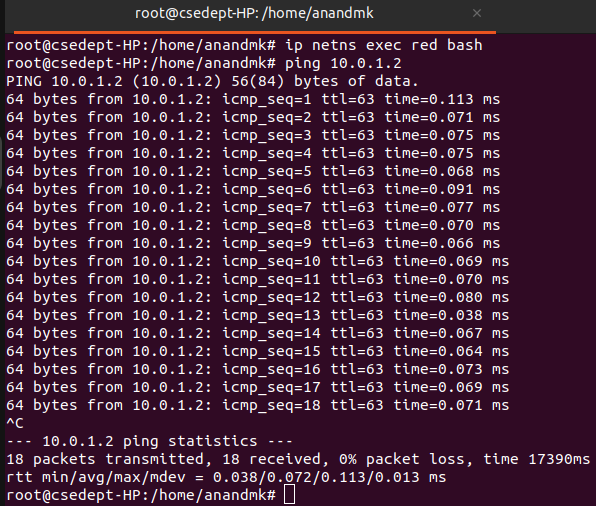 root@csedept-HP: /home/anandmk
×
root@csedept-HP:/home/anandmk# ip netns exec red bash
root@csedept-HP:/home/anandmk# ping 10.0.1.2
PING 10.0.1.2 (10.0.1.2) 56(84) bytes of data.
64 bytes from 10.0.1.2: icmp_seq=1 ttl=63 time=0.113 ms
64 bytes from 10.0.1.2: icmp_seq=2 ttl=63 time=0.071 ms
64 bytes from 10.0.1.2: icmp_seq=3 ttl=63 time=0.075 ms
64 bytes from 10.0.1.2: icmp_seq=4 ttl=63 time=0.075 ms
64 bytes from 10.0.1.2: icmp_seq=5 ttl=63 time=0.068 ms
64 bytes from 10.0.1.2: icmp_seq=6 ttl=63 time=0.091 ms
64 bytes from 10.0.1.2: icmp_seq=7 ttl=63 time=0.077 ms
64 bytes from 10.0.1.2: icmp_seq=8 ttl=63 time=0.070 ms
64 bytes from 10.0.1.2: icmp_seq=9 ttl=63 time=0.066 ms
64 bytes from 10.0.1.2: icmp_seq=10 ttl=63 time=0.069 ms
64 bytes from 10.0.1.2: icmp_seq=11 ttl=63 time=0.070 ms
64 bytes from 10.0.1.2: icmp_seq=12 ttl=63 time=0.080 ms
64 bytes from 10.0.1.2: icmp_seq=13 ttl=63 time=0.038 ms
64 bytes from 10.0.1.2: icmp_seq=14 ttl=63 time=0.067 ms
64 bytes from 10.0.1.2: icmp_seq=15 ttl=63 time=0.064 ms
64 bytes from 10.0.1.2: icmp_seq=16 ttl=63 time=0.073 ms
64 bytes from 10.0.1.2: icmp_seq=17 ttl=63 time=0.069 ms
64 bytes from 10.0.1.2: icmp_seq=18 ttl=63 time=0.071 ms
^C
--- 10.0.1.2 ping statistics ---
18 packets transmitted, 18 received, 0% packet loss, time 17390ms
rtt min/avg/max/mdev = 0.038/0.072/0.113/0.013 ms
root@csedept-HP:/home/anandmk#